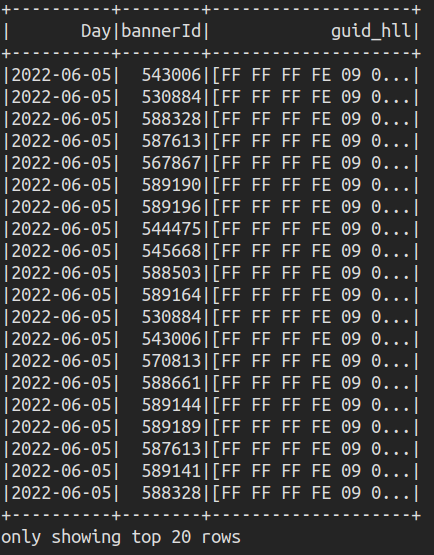 +----------+--------+--------------------+
|       Day|bannerId|            guid_hll|
+----------+--------+--------------------+
|2022-06-05|  543006|[FF FF FF FE 09 0...|
|2022-06-05|  530884|[FF FF FF FE 09 0...|
|2022-06-05|  588328|[FF FF FF FE 09 0...|
|2022-06-05|  587613|[FF FF FF FE 09 0...|
|2022-06-05|  567867|[FF FF FF FE 09 0...|
|2022-06-05|  589190|[FF FF FF FE 09 0...|
|2022-06-05|  589196|[FF FF FF FE 09 0...|
|2022-06-05|  544475|[FF FF FF FE 09 0...|
|2022-06-05|  545668|[FF FF FF FE 09 0...|
|2022-06-05|  588503|[FF FF FF FE 09 0...|
|2022-06-05|  589164|[FF FF FF FE 09 0...|
|2022-06-05|  530884|[FF FF FF FE 09 0...|
|2022-06-05|  543006|[FF FF FF FE 09 0...|
|2022-06-05|  570813|[FF FF FF FE 09 0...|
|2022-06-05|  588661|[FF FF FF FE 09 0...|
|2022-06-05|  589144|[FF FF FF FE 09 0...|
|2022-06-05|  589189|[FF FF FF FE 09 0...|
|2022-06-05|  587613|[FF FF FF FE 09 0...|
|2022-06-05|  589141|[FF FF FF FE 09 0...|
|2022-06-05|  588328|[FF FF FF FE 09 0...|
+----------+--------+--------------------+
only showing top 20 rows